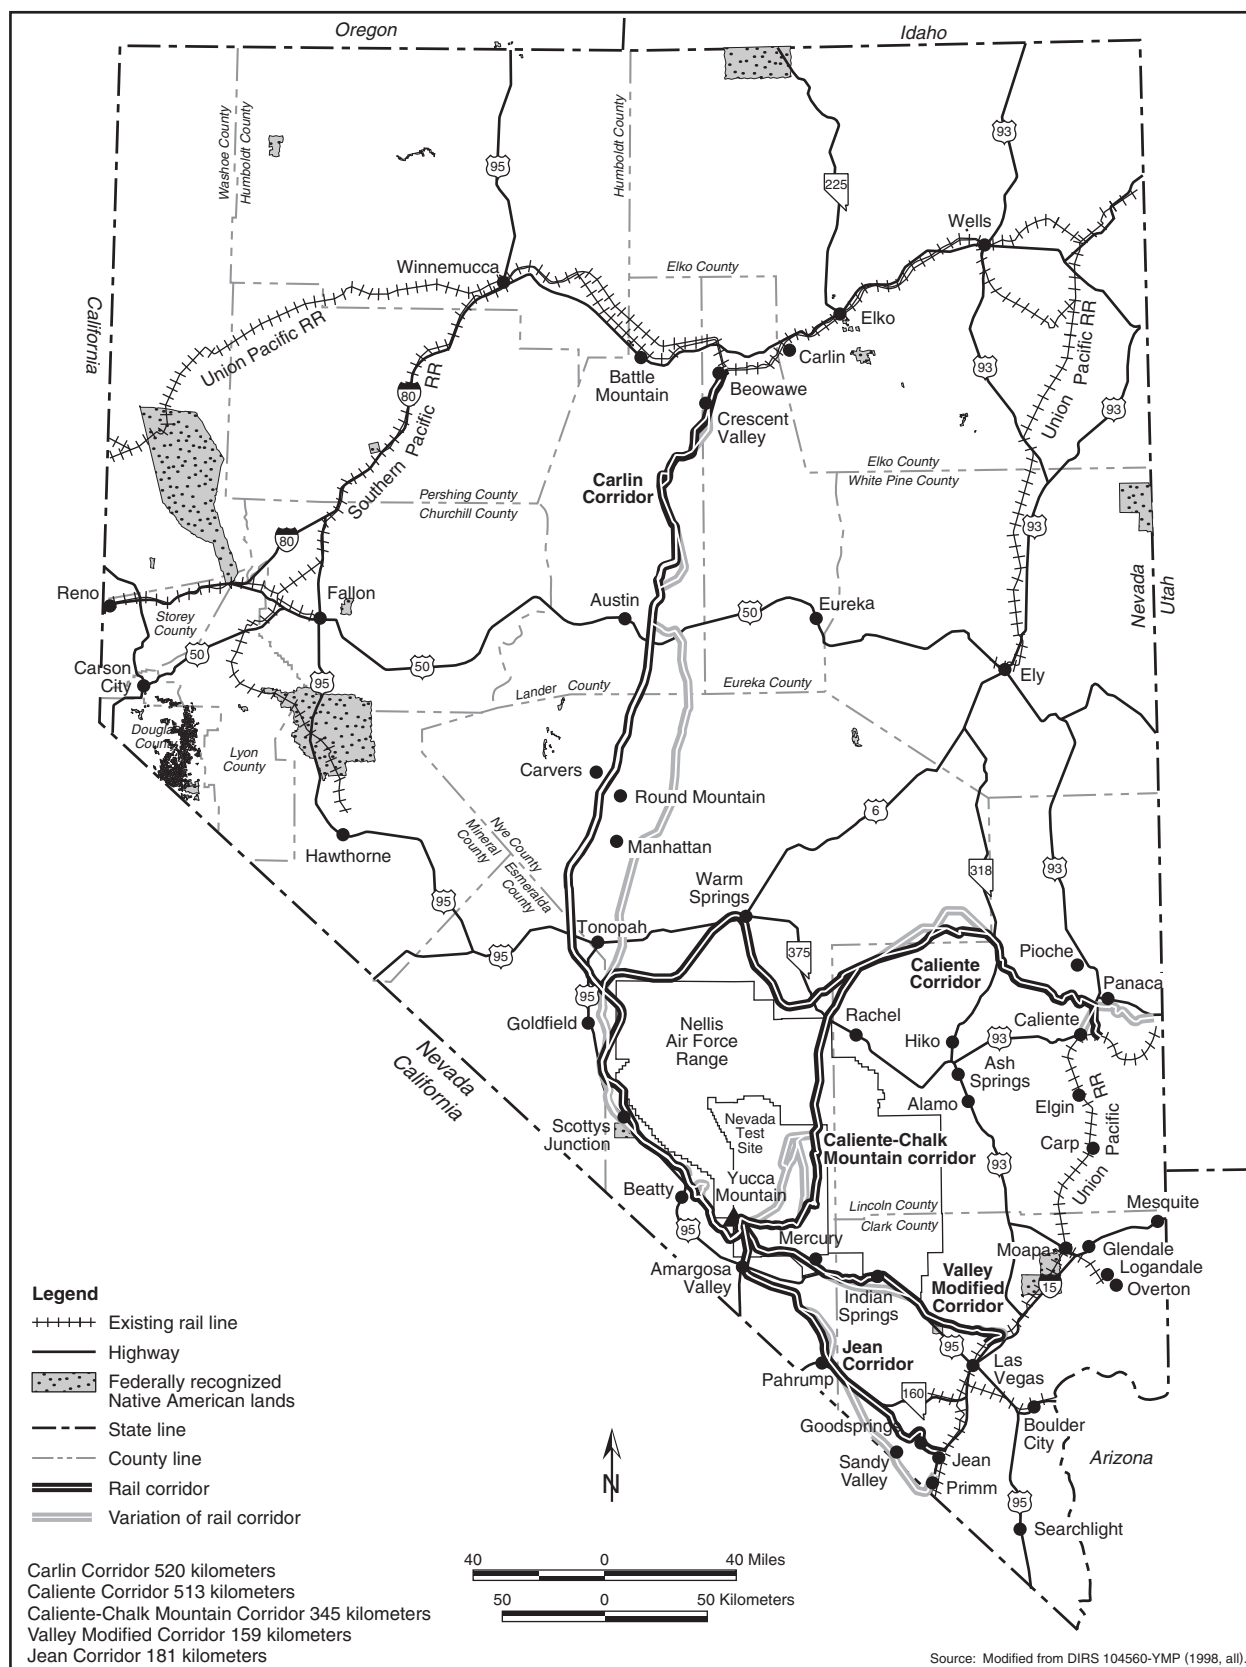 Oregon
Idaho
Washoe County
Humboldt County
Humboldt County
95
225
93
Wells
Winnemucca
Elko County
California
Union Pacific RR
Elko
Carlin
Union Pacific RR
Battle
Mountain
Beowawe
93
80
Southern Pacific RR
Crescent
Valley
93
Carlin
Corridor
Elko County
White Pine County
Pershing County
Churchill County
93
80
Nevada
Utah
Reno
Fallon
Austin
50
Eureka
Storey
County
50
50
Carson
City
95
Ely
Lander County
Eureka County
Douglas
County
Lyon
County
Carvers
Round Mountain
6
Nye County
Mineral
County
Esmeralda
County
Manhattan
Hawthorne
318
93
Warm
Springs
95
Tonopah
95
375
Caliente
Corridor
Pioche
Panaca
95
Goldfield
Nellis
Air Force
Range
Rachel
Caliente
Hiko
93
Nevada
California
Ash
Springs
Alamo
Elgin
Union Pacific RR
Scottys
Junction
Nevada
Test
Site
Caliente-Chalk
Mountain corridor
Carp
93
Beatty
Yucca
Mountain
Lincoln County
Clark County
Mesquite
95
Mercury
Moapa
Glendale
Logandale
Overton
Amargosa
Valley
Valley
Modified
Corridor
15
Indian
Springs
Jean
Corridor
95
Las
Vegas
Pahrump
160
Goodsprings
Boulder
City
Sandy
Valley
Jean
Arizona
Primm
95
Searchlight
Legend
Existing rail line
Highway
Federally recognized
Native American lands
State line
County line
Rail corridor
Variation of rail corridor
N
40 0 40 Miles
50 0 50 Kilometers
Carlin Corridor 520 kilometers
Caliente Corridor 513 kilometers
Caliente-Chalk Mountain Corridor 345 kilometers
Valley Modified Corridor 159 kilometers
Jean Corridor 181 kilometers
Source: Modified from DIRS 104560-YMP (1998, all).